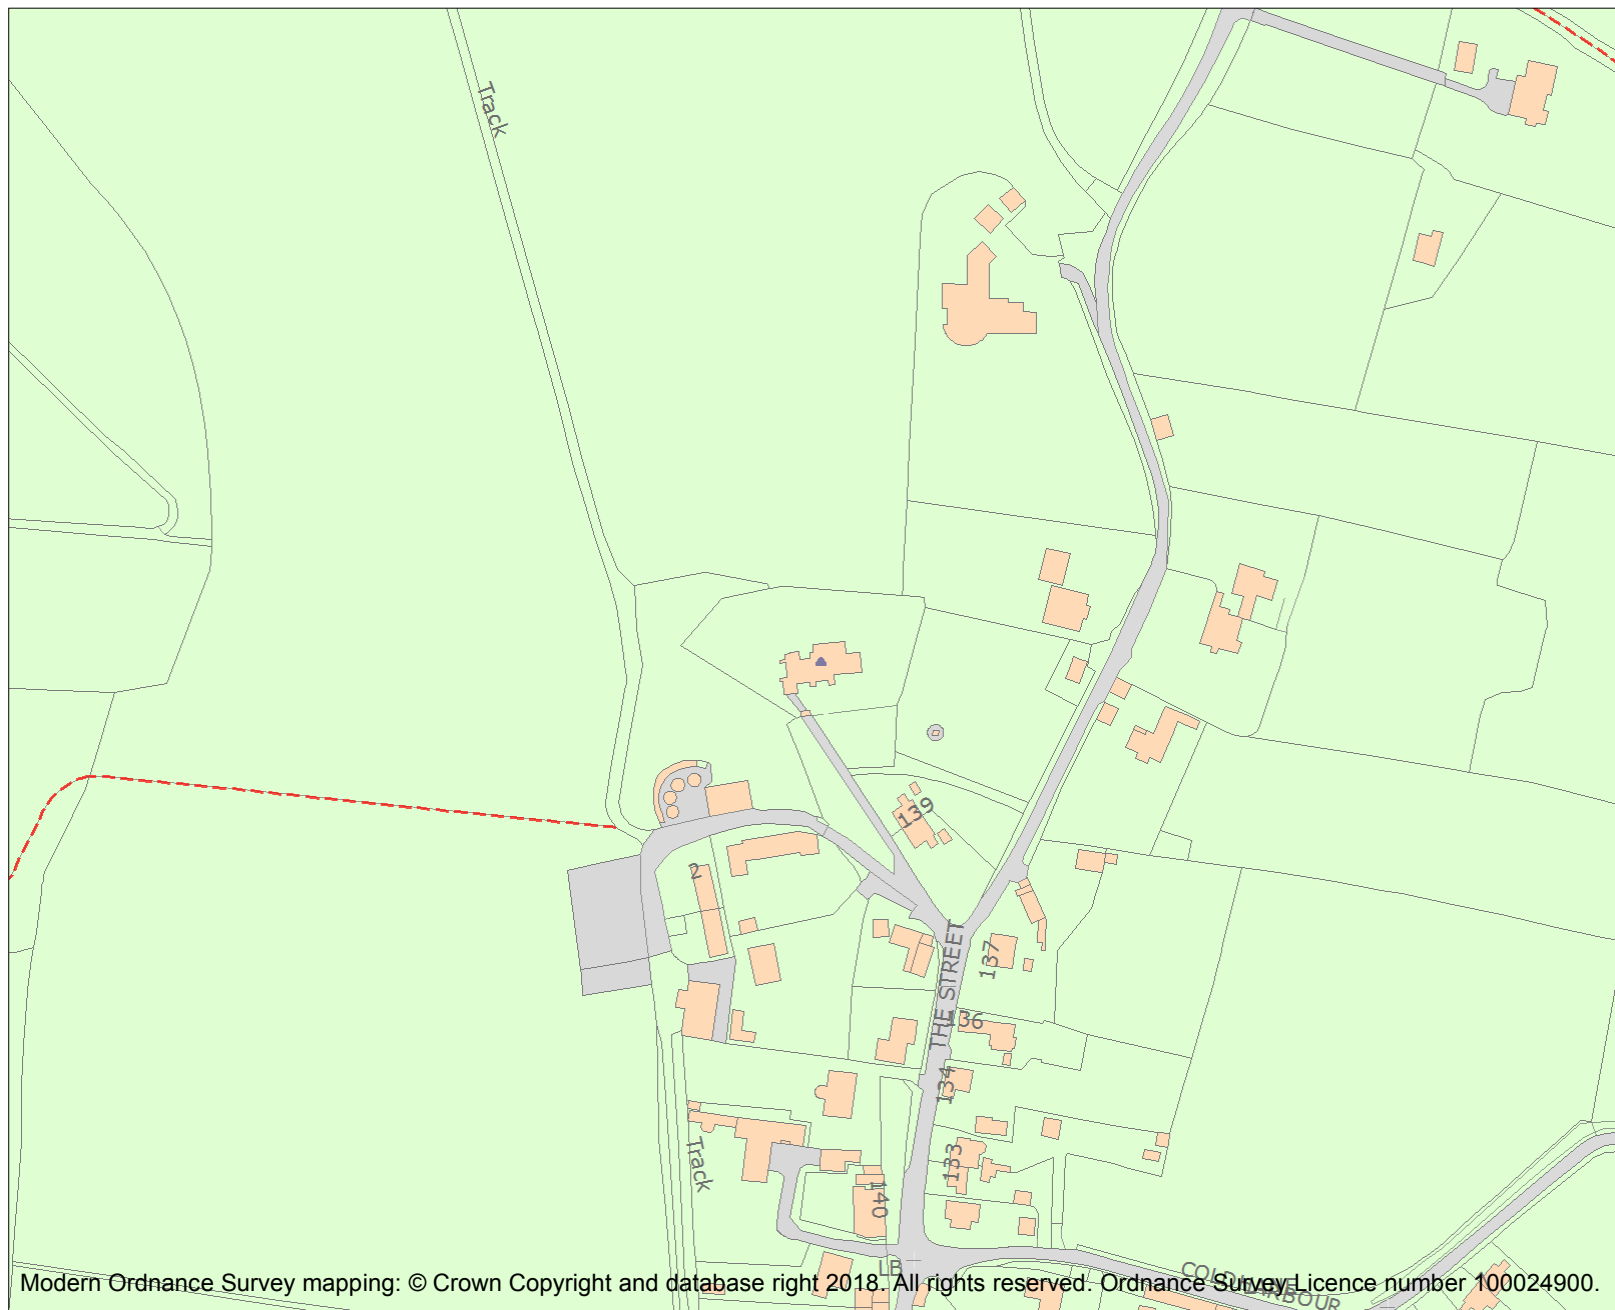 Track
139
2
THE STREET
137
136
134
133
Track
140
LB
COLDHARBOUR
Modern Ordnance Survey mapping: © Crown Copyright and database right 2018. All rights reserved. Ordnance Survey Licence number 100024900.